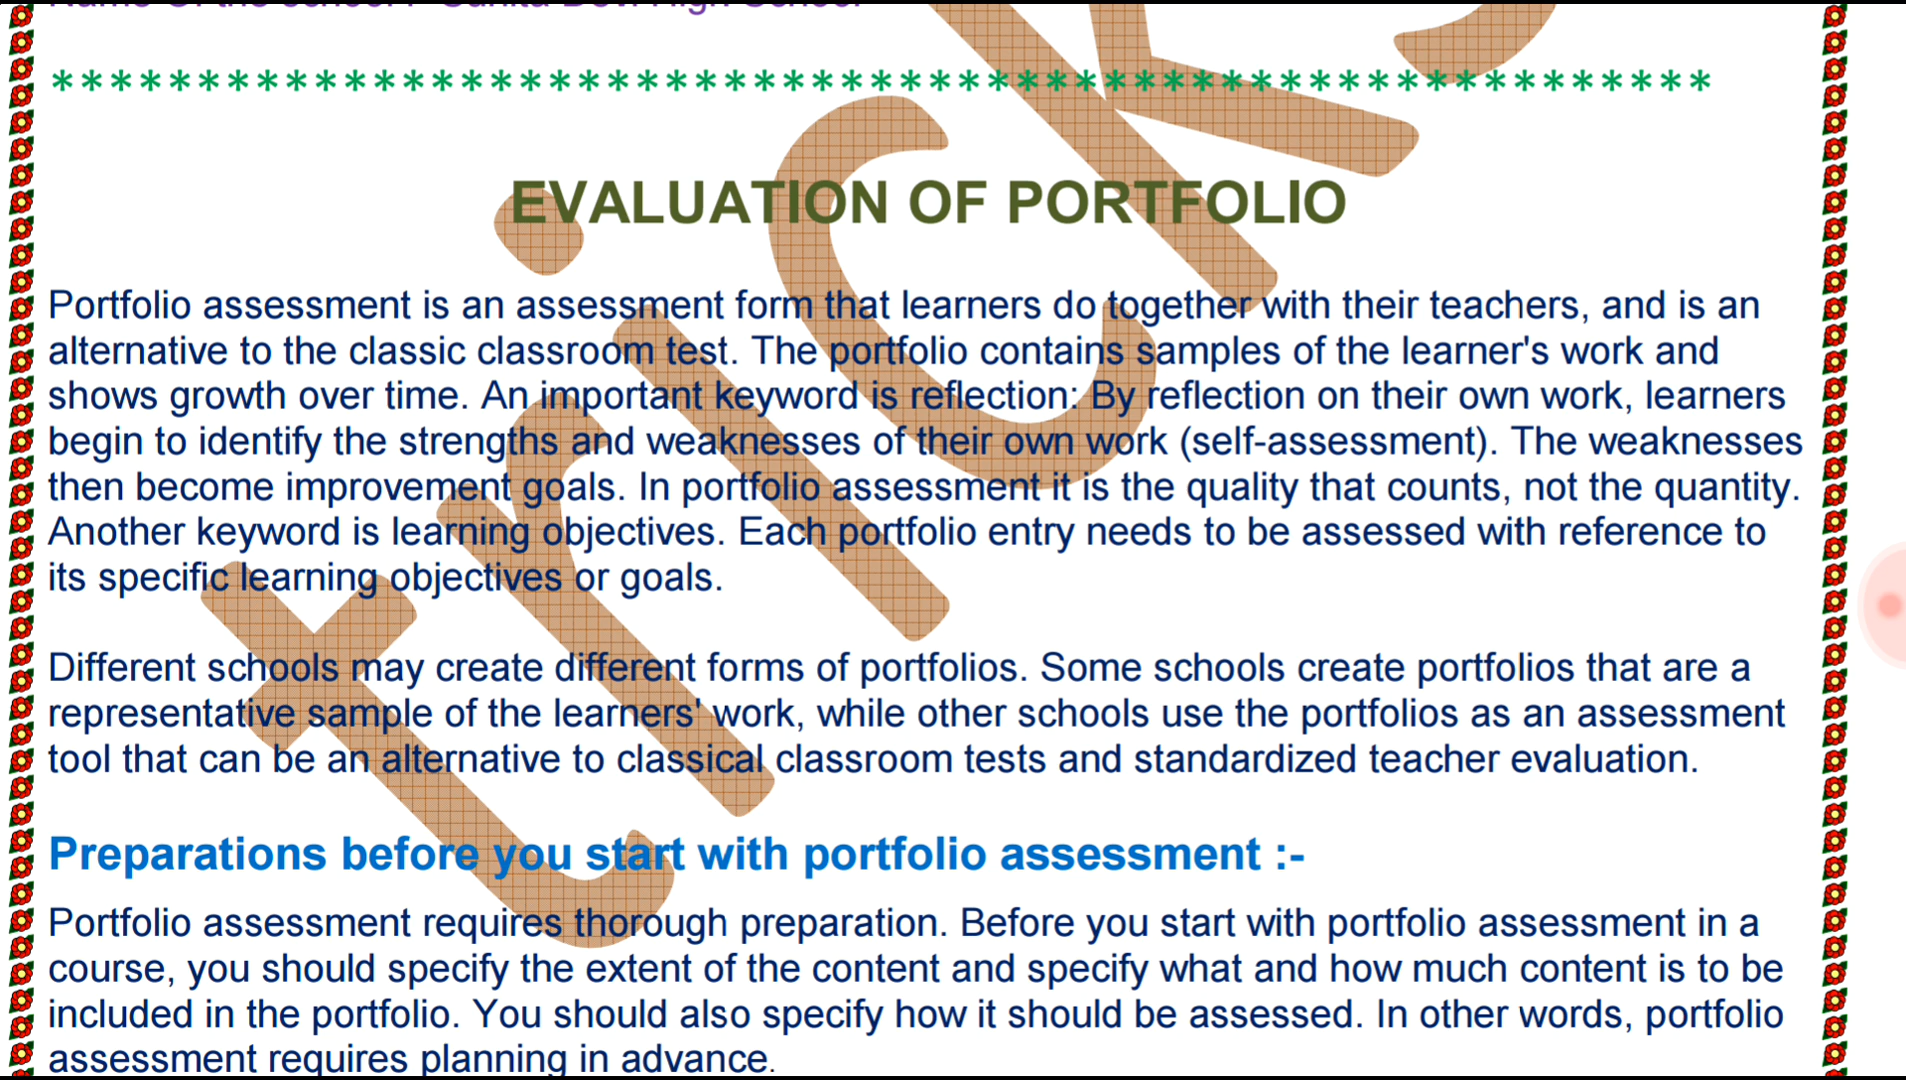 Name Of the school : Sunita Devi High School
*********************************************************
EVALUATION OF PORTFOLIO
Portfolio assessment is an assessment form that learners do together with their teachers, and is an
alternative to the classic classroom test. The portfolio contains samples of the learner's work and
shows growth over time. An important keyword is reflection: By reflection on their own work, learners
begin to identify the strengths and weaknesses of their own work (self-assessment). The weaknesses
then become improvement goals. In portfolio assessment it is the quality that counts, not the quantity.
Another keyword is learning objectives. Each portfolio entry needs to be assessed with reference to
its specific learning objectives or goals.
Different schools may create different forms of portfolios. Some schools create portfolios that are a
representative sample of the learners' work, while other schools use the portfolios as an assessment
tool that can be an alternative to classical classroom tests and standardized teacher evaluation.
Preparations before you start with portfolio assessment :-
Portfolio assessment requires thorough preparation. Before you start with portfolio assessment in a
course, you should specify the extent of the content and specify what and how much content is to be
included in the portfolio. You should also specify how it should be assessed. In other words, portfolio
assessment requires planning in advance.
tricks